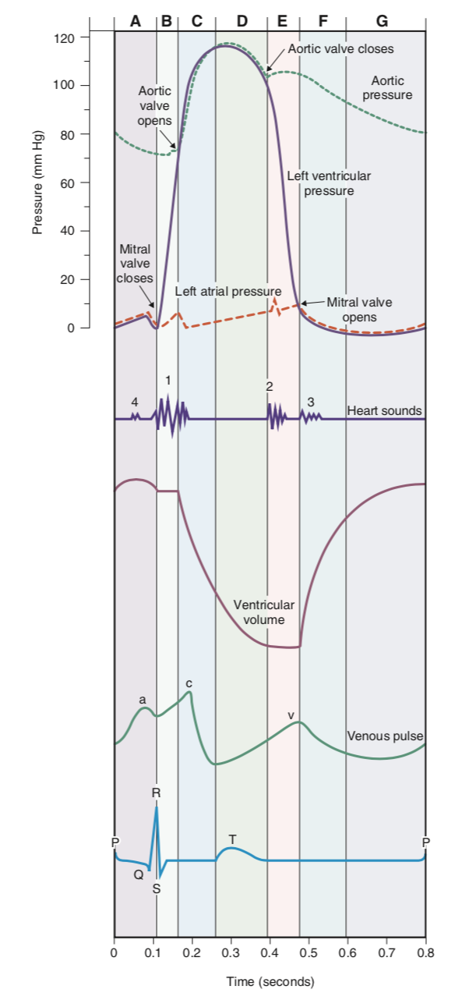 A B C D E F G
120
100
80
60
40
20
0
Pressure (mm Hg)
Aortic valve closes
Aortic
pressure
Aortic
valve
opens
Left ventricular
pressure
Mitral
valve
closes
Left atrial pressure
Mitral valve
opens
4
1
2
3
Heart sounds
Ventricular
volume
a
c
v
Venous pulse
R
P
Q
S
T
P
0 0.1 0.2 0.3 0.4 0.5 0.6 0.7 0.8
Time (seconds)